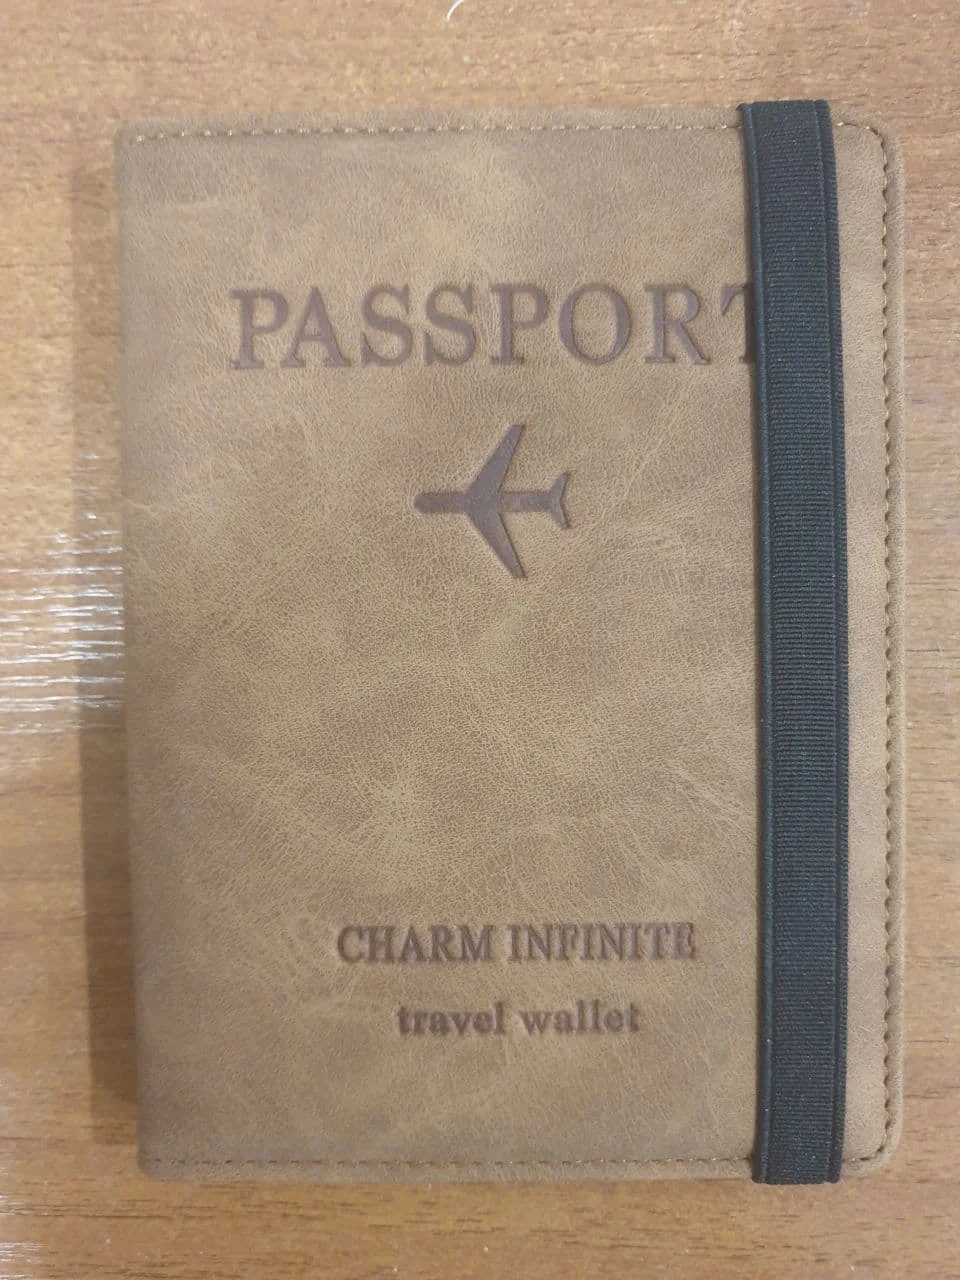 PASSPORT
CHARM INFINITE
travel wallet